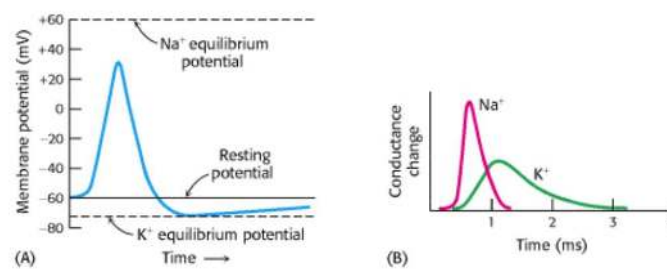 +60
+40
+20
0
−20
−40
−60
−80
Membrane potential (mV)
Na⁺ equilibrium
potential
Resting
potential
K⁺ equilibrium potential
(A)
Time →
Conductance
change
Na⁺
K⁺
1
2
3
Time (ms)
(B)